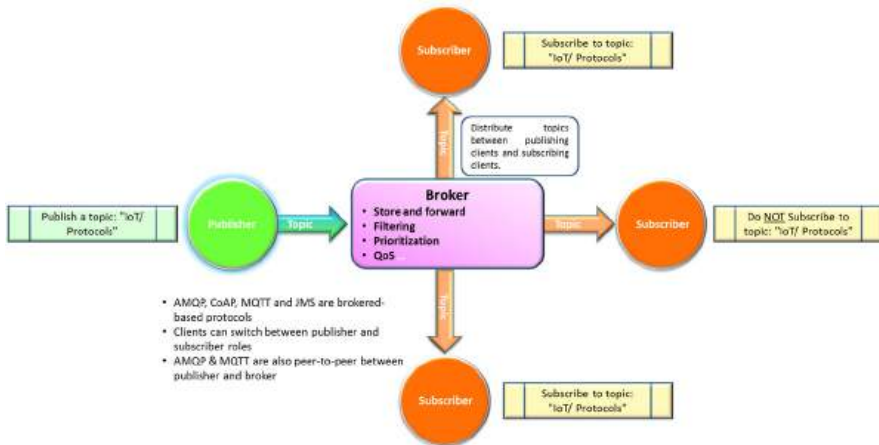 Subscriber
Subscribe to topic:
"IoT/ Protocols"
Topic
Distribute topics
between publishing
clients and subscribing
clients.
Publish a topic: "IoT/
Protocols"
Publisher
Topic
Broker
• Store and forward
• Filtering
• Prioritization
• QoS
Topic
Subscriber
Do NOT Subscribe to
topic: "IoT/ Protocols"
Topic
• AMQP, CoAP, MQTT and JMS are brokered-
based protocols
• Clients can switch between publisher and
subscriber roles
• AMQP & MQTT are also peer-to-peer between
publisher and broker
Subscriber
Subscribe to topic:
"IoT/ Protocols"